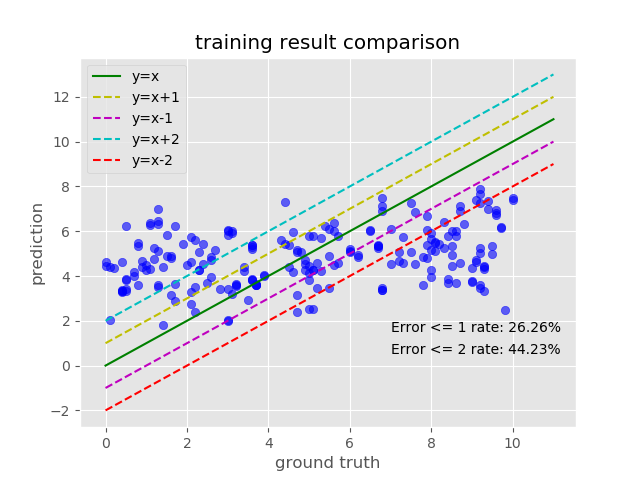 training result comparison
y=x
y=x+1
y=x-1
y=x+2
y=x-2
12
10
8
6
4
2
0
−2
prediction
Error <= 1 rate: 26.26%
Error <= 2 rate: 44.23%
0 2 4 6 8 10
ground truth